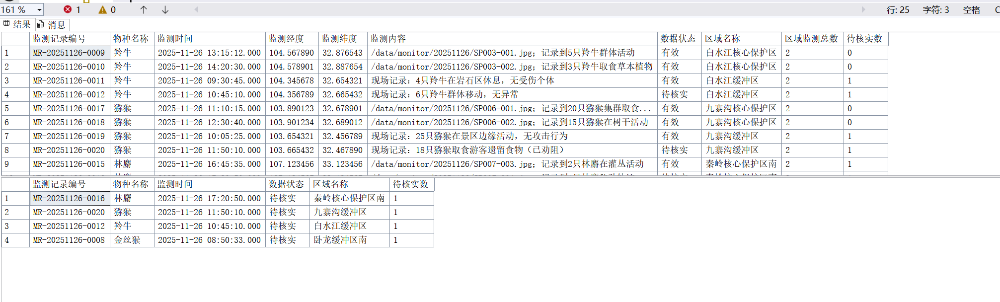 161 % 1 0 行: 25 字符: 3 空格
结果 消息
监测记录编号 物种名称 监测时间 监测经度 监测纬度 监测内容 数据状态 区域名称 区域监测总数 待核实数
1 MR-20251126-0009 羚牛 2025-11-26 13:15:12.000 104.567890 32.876543 /data/monitor/20251126/SP003-001.jpg; 记录到5只羚牛群体活动 有效 白水江核心保护区 2 0
2 MR-20251126-0010 羚牛 2025-11-26 14:20:30.000 104.578901 32.887654 /data/monitor/20251126/SP003-002.jpg; 记录到3只羚牛取食草本植物 有效 白水江核心保护区 2 0
3 MR-20251126-0011 羚牛 2025-11-26 09:30:45.000 104.345678 32.654321 现场记录: 4只羚牛在岩石区休息, 无受伤个体 有效 白水江缓冲区 2 1
4 MR-20251126-0012 羚牛 2025-11-26 10:45:10.000 104.356789 32.665432 现场记录: 6只羚牛群体移动, 无异常 待核实 白水江缓冲区 2 1
5 MR-20251126-0017 猕猴 2025-11-26 11:10:15.000 103.890123 32.678901 /data/monitor/20251126/SP006-001.jpg; 记录到20只猕猴集群取食... 有效 九寨沟核心保护区 2 0
6 MR-20251126-0018 猕猴 2025-11-26 12:30:40.000 103.901234 32.689012 /data/monitor/20251126/SP006-002.jpg; 记录到15只猕猴在树干活动 有效 九寨沟核心保护区 2 0
7 MR-20251126-0019 猕猴 2025-11-26 10:05:25.000 103.654321 32.456789 现场记录: 25只猕猴在景区边缘活动, 无攻击行为 有效 九寨沟缓冲区 2 1
8 MR-20251126-0020 猕猴 2025-11-26 11:50:10.000 103.665432 32.467890 现场记录: 18只猕猴取食游客遗留食物（已劝阻） 待核实 九寨沟缓冲区 2 1
9 MR-20251126-0015 林麝 2025-11-26 16:45:35.000 107.123456 33.123456 /data/monitor/20251126/SP007-003.jpg; 记录到2只林麝在灌丛活动 有效 秦岭核心保护区南 2 1
监测记录编号 物种名称 监测时间 数据状态 区域名称 待核实数
1 MR-20251126-0016 林麝 2025-11-26 17:20:50.000 待核实 秦岭核心保护区南 1
2 MR-20251126-0020 猕猴 2025-11-26 11:50:10.000 待核实 九寨沟缓冲区 1
3 MR-20251126-0012 羚牛 2025-11-26 10:45:10.000 待核实 白水江缓冲区 1
4 MR-20251126-0008 金丝猴 2025-11-26 08:50:33.000 待核实 卧龙缓冲区南 1